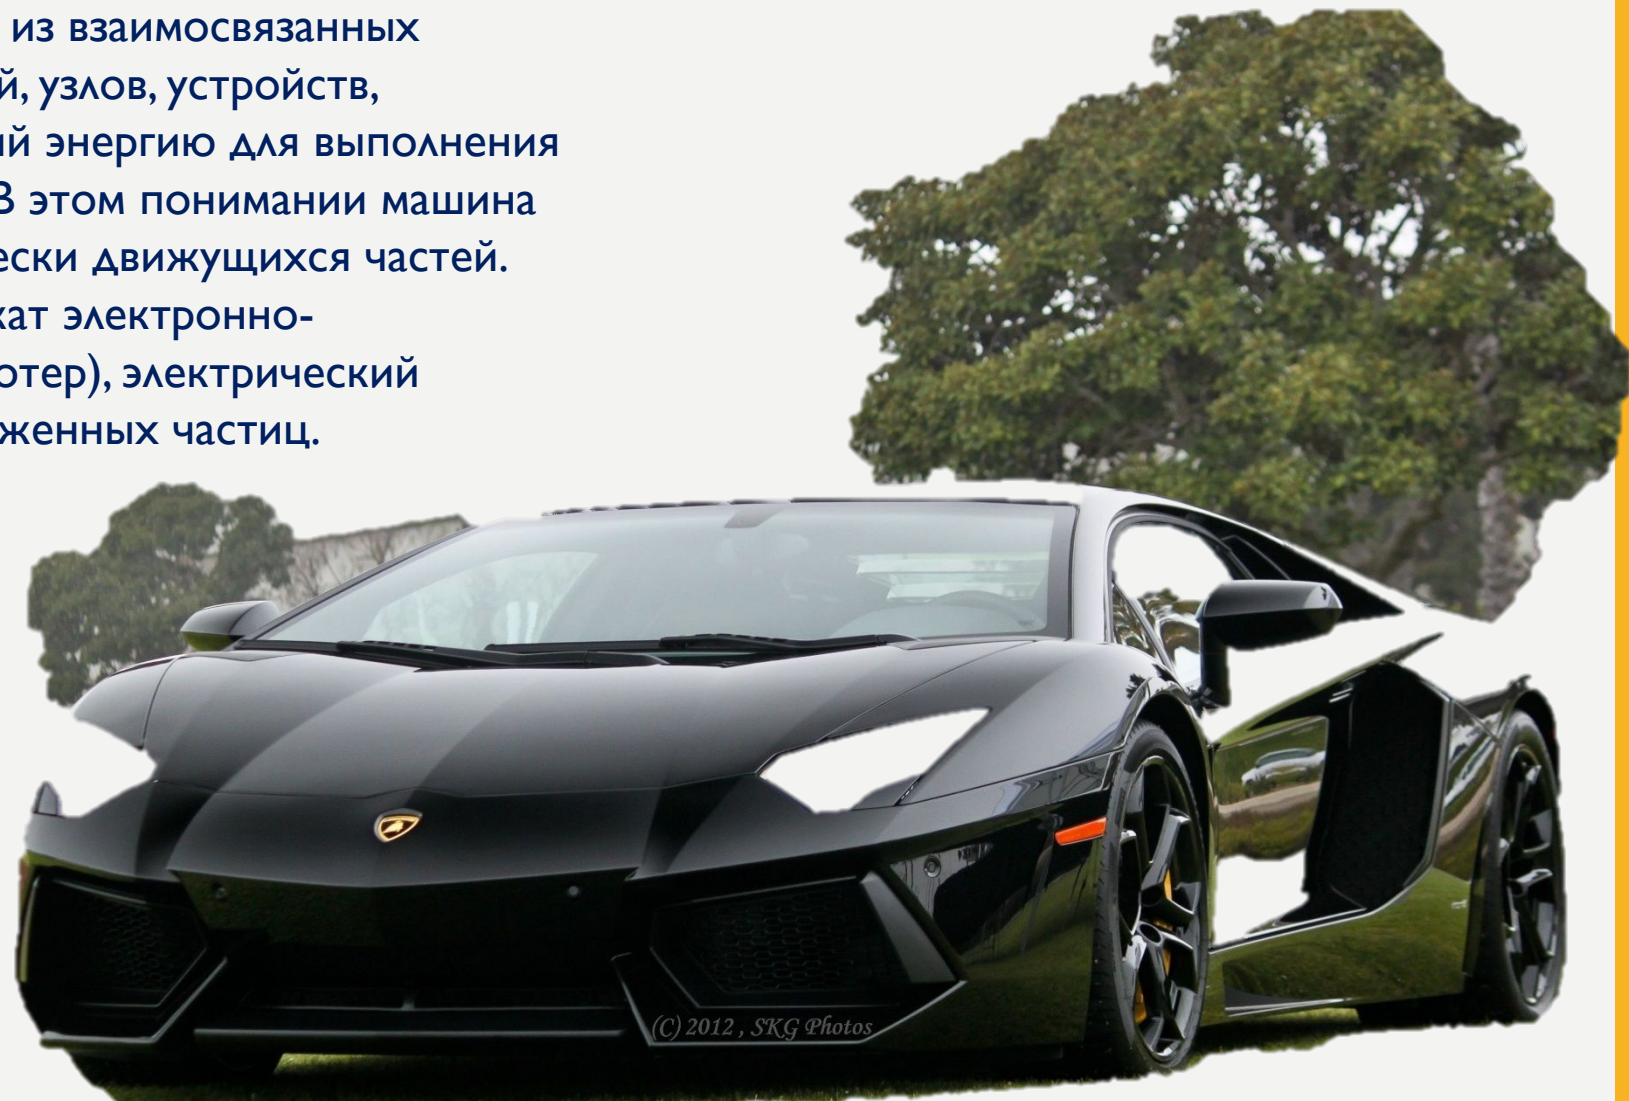 из взаимосвязанных
й, узлов, устройств,
ий энергию для выполнения
В этом понимании машина
ески движущихся частей.
кат электронно-
отер), электрический
женных частиц.
(C) 2012 , SKG Photos